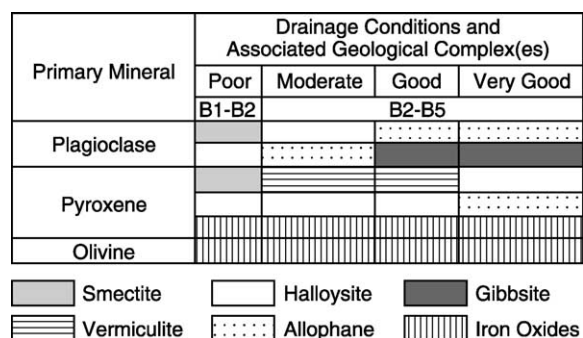 Drainage Conditions and
Associated Geological Complex(es)
Primary Mineral
Poor Moderate Good Very Good
B1-B2 B2-B5
Plagioclase
Pyroxene
Olivine
Smectite Halloysite Gibbsite
Vermiculite Allophane Iron Oxides